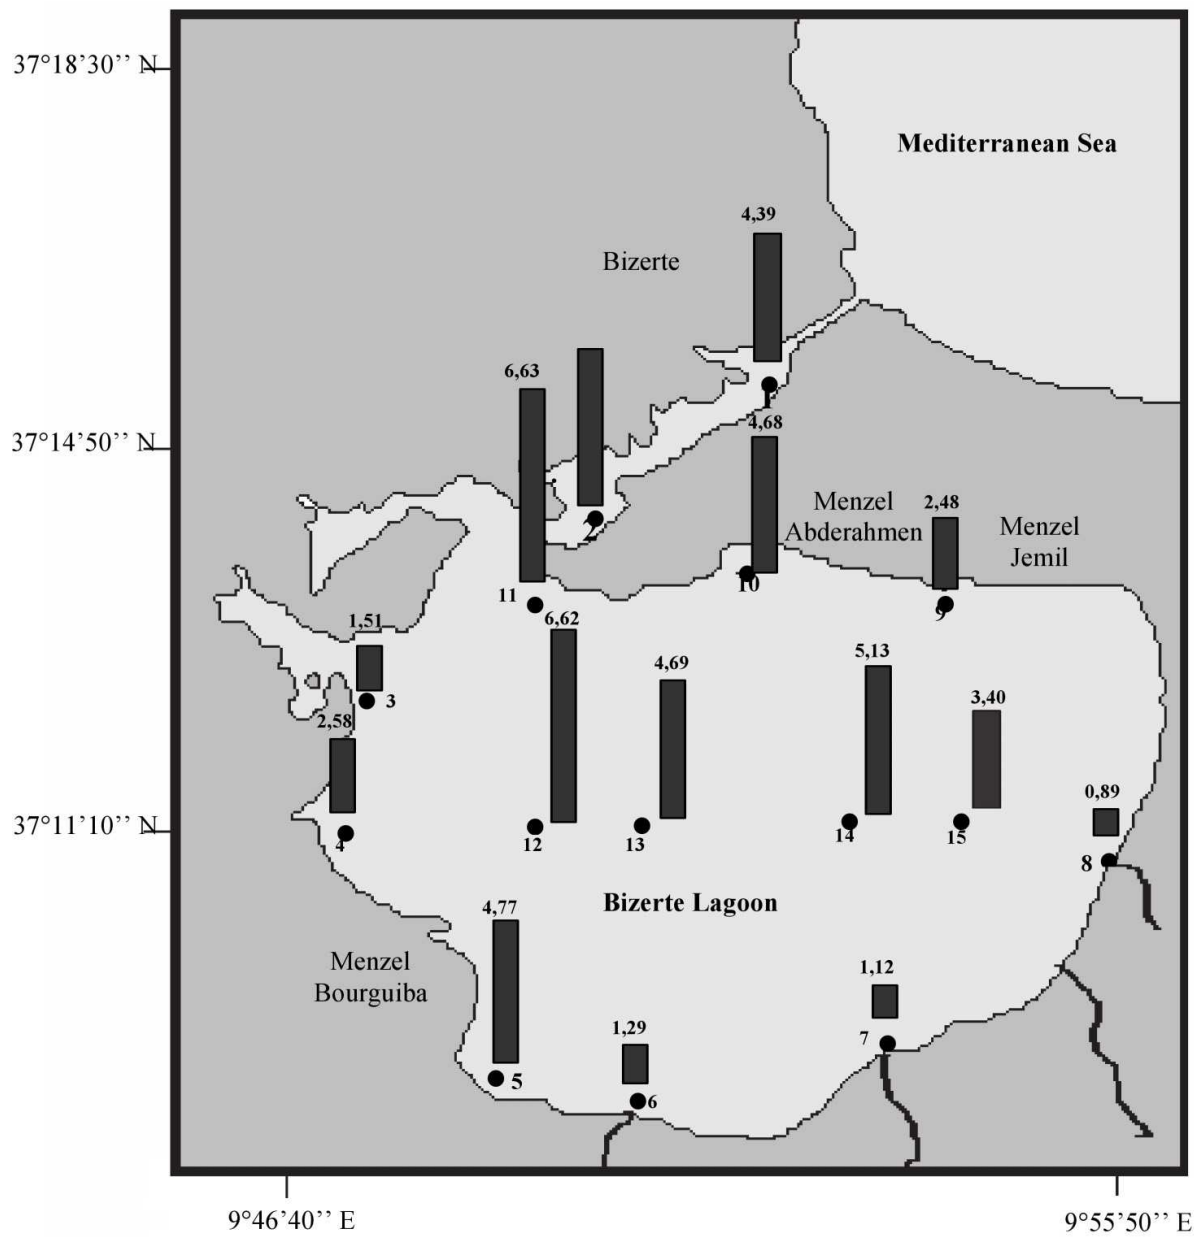 37°18'30'' N
Mediterranean Sea
4,39
Bizerte
6,63
1
4,68
37°14'50'' N
2
Menzel
Abderahmen
2,48
Menzel
Jemil
10
11
9
1,51
6,62
3
4,69
5,13
3,40
2,58
0,89
37°11'10'' N
4
12
13
14
15
8
Bizerte Lagoon
4,77
Menzel
Bourguiba
1,12
1,29
7
5
6
9°46'40'' E
9°55'50'' E